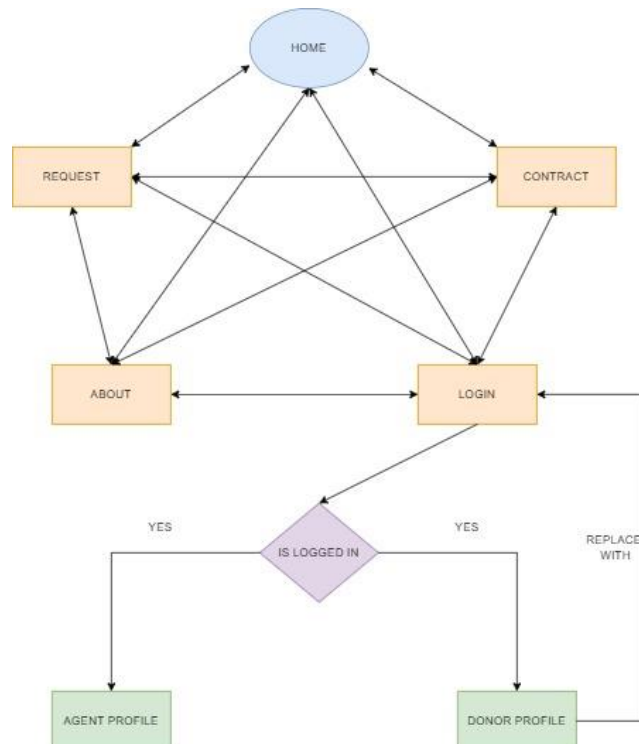 HOME
REQUEST
CONTRACT
ABOUT
LOGIN
YES
YES
IS LOGGED IN
REPLACE
WITH
AGENT PROFILE
DONOR PROFILE